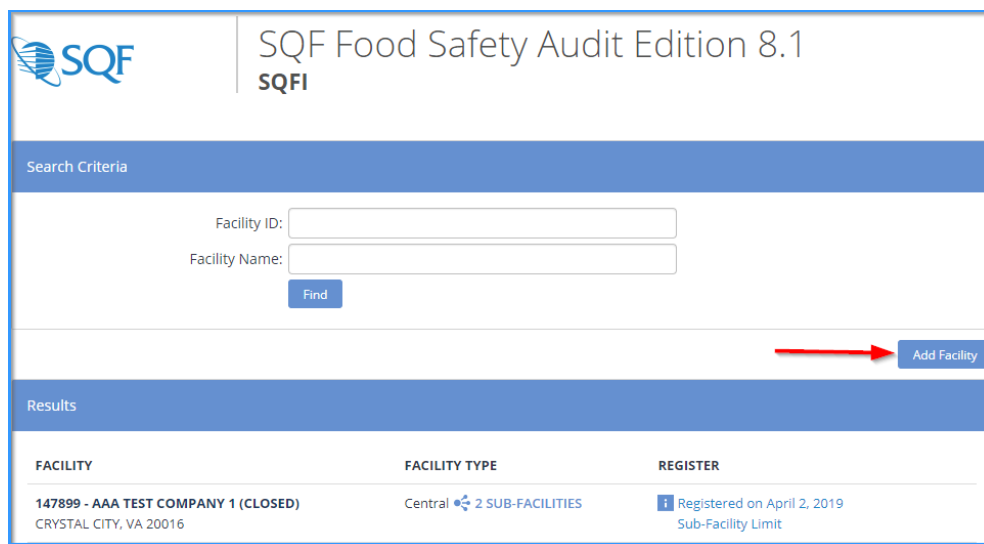 SQF
SQF Food Safety Audit Edition 8.1
SQFI
Search Criteria
Facility ID:
Facility Name:
Find
Add Facility
Results
FACILITY FACILITY TYPE REGISTER
147899 - AAA TEST COMPANY 1 (CLOSED) Central 2 SUB-FACILITIES i Registered on April 2, 2019
CRYSTAL CITY, VA 20016 Sub-Facility Limit